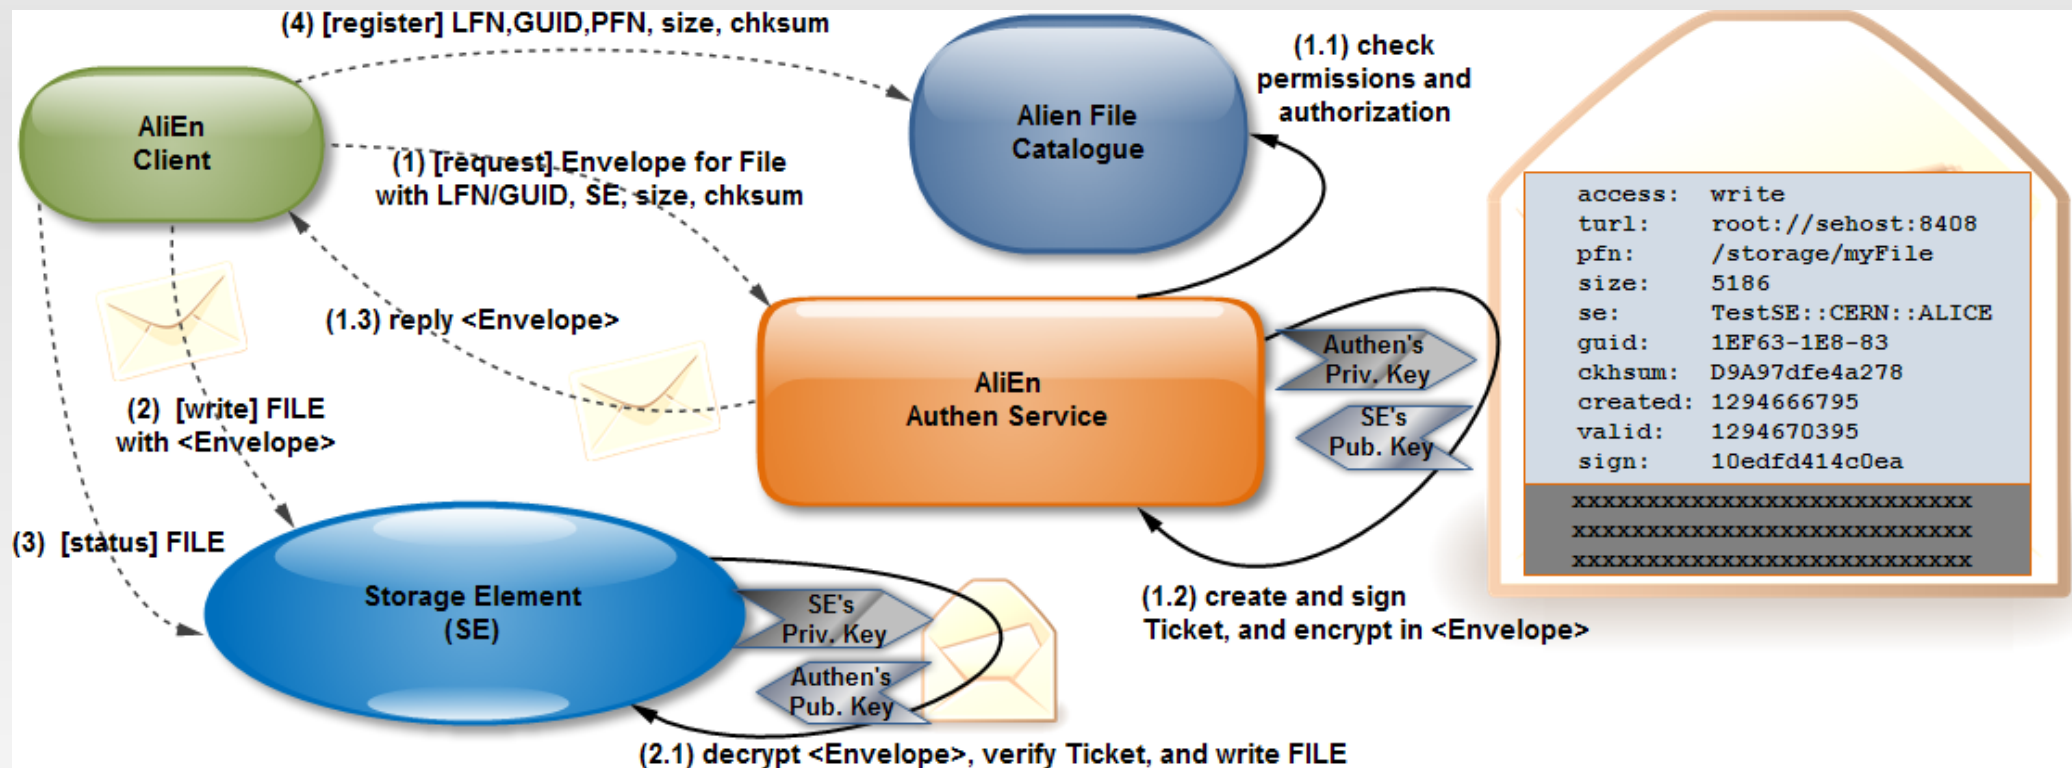 (4) [register] LFN,GUID,PFN, size, chksum
(1.1) check
permissions and
authorization
AliEn
Client
Alien File
Catalogue
(1) [request] Envelope for File
with LFN/GUID, SE, size, chksum
(1.3) reply <Envelope>
AliEn
Authen Service
Authen's
Priv. Key
SE's
Pub. Key
(2) [write] FILE
with <Envelope>
(3) [status] FILE
Storage Element
(SE)
SE's
Priv. Key
Authen's
Pub. Key
(1.2) create and sign
Ticket, and encrypt in <Envelope>
(2.1) decrypt <Envelope>, verify Ticket, and write FILE
access: write
turl: root://sehost:8408
pfn: /storage/myFile
size: 5186
se: TestSE::CERN::ALICE
guid: 1EF63-1E8-83
ckhsum: D9A97dfe4a278
created: 1294666795
valid: 1294670395
sign: 10edfd414c0ea
xxxxxxxxxxxxxxxxxxxxxxxxxxx
xxxxxxxxxxxxxxxxxxxxxxxxxxx
xxxxxxxxxxxxxxxxxxxxxxxxxxx